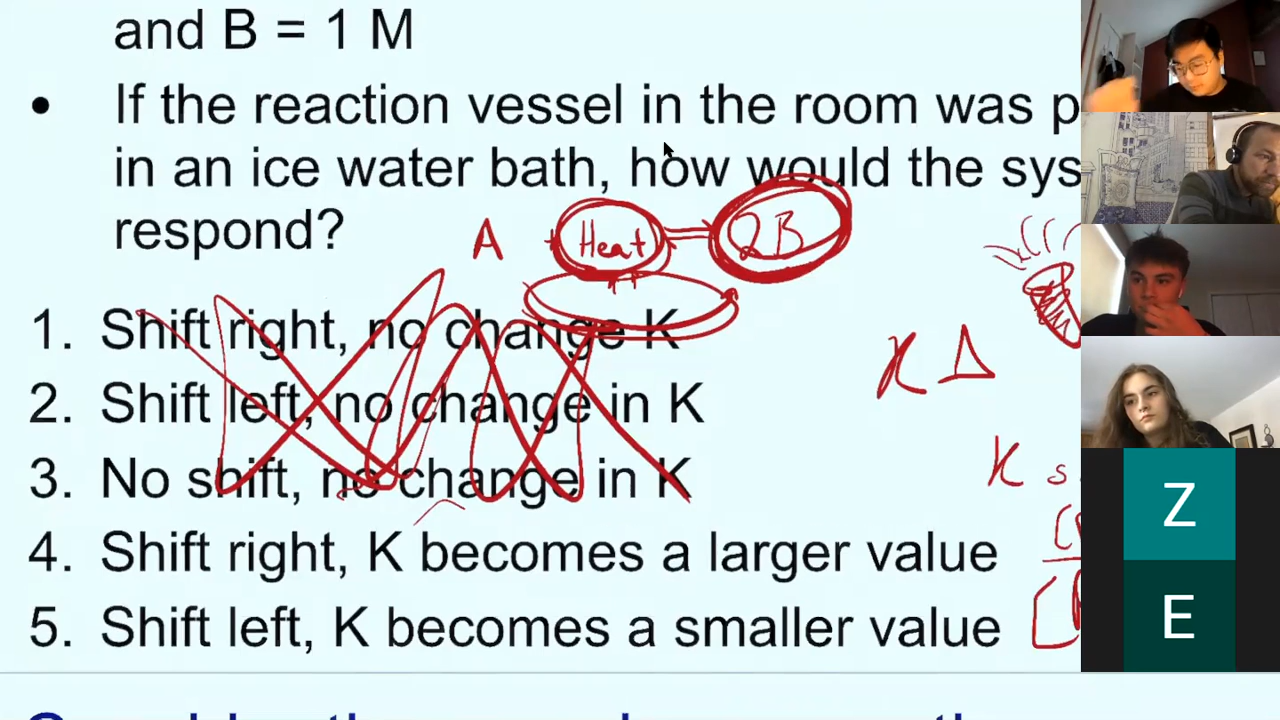 and B = 1 M
• If the reaction vessel in the room was p
in an ice water bath, how would the sys
respond?
A + Heat ⇌ 2B
1. Shift right, no change K
2. Shift left, no change in K
K Δ
3. No shift, no change in K
K s
4. Shift right, K becomes a larger value
5. Shift left, K becomes a smaller value
Z
E